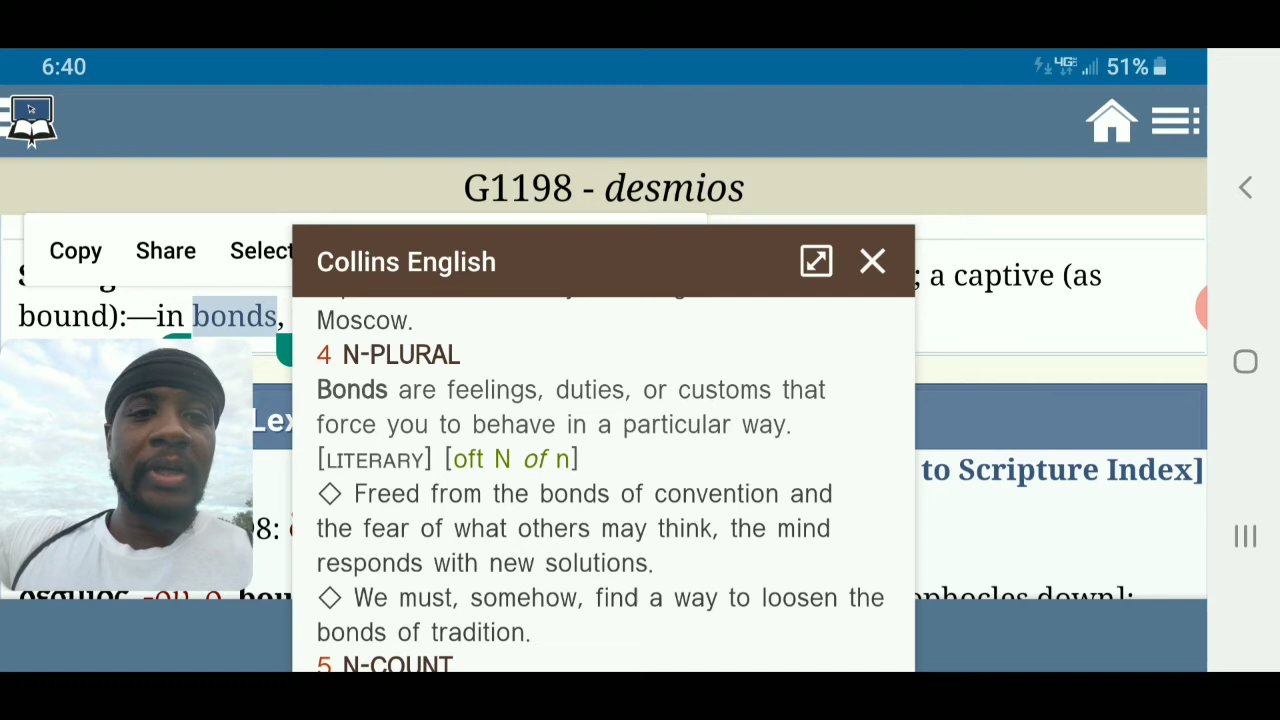 6:40
4G 51%
G1198 - desmios
Copy Share Select
Collins English
; a captive (as
bound):—in bonds,
Moscow.
4 N-PLURAL
Bonds are feelings, duties, or customs that
force you to behave in a particular way.
[LITERARY] [oft N of n]
◇ Freed from the bonds of convention and
the fear of what others may think, the mind
responds with new solutions.
◇ We must, somehow, find a way to loosen the
bonds of tradition.
5 N-COUNT
Lex
to Scripture Index]
8: